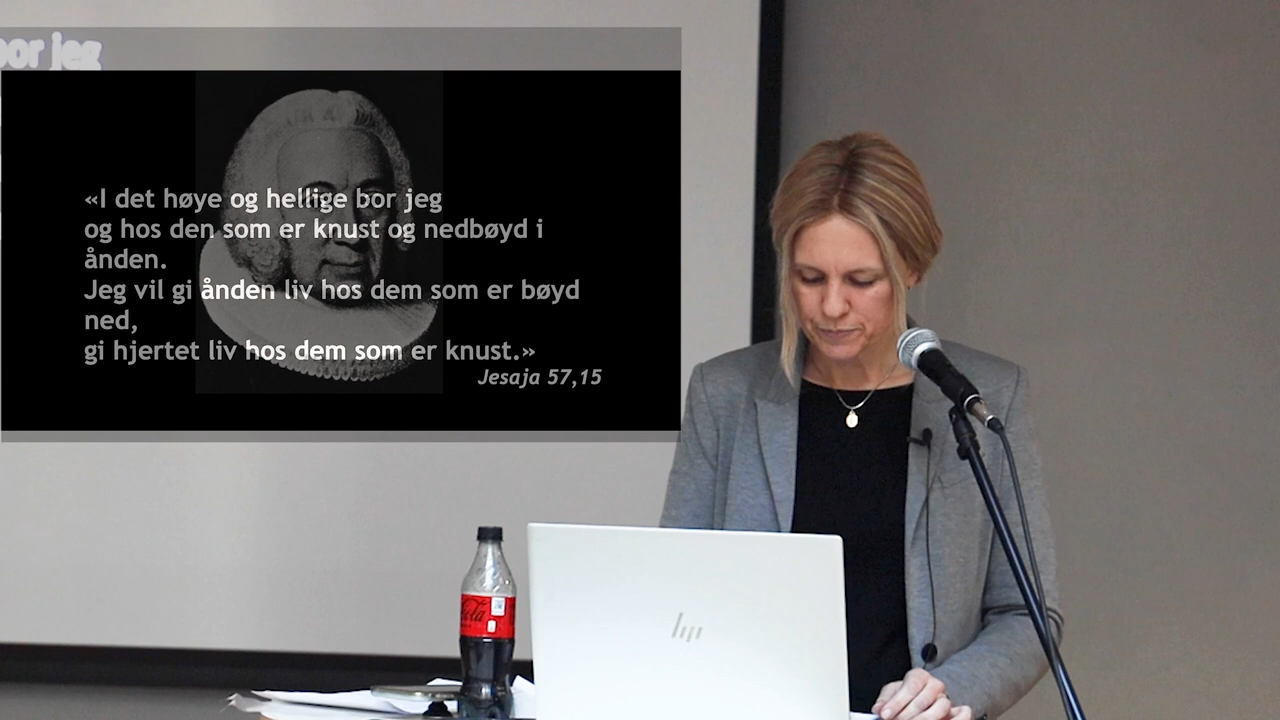 bor jeg
«I det høye og hellige bor jeg
og hos den som er knust og nedbøyd i
ånden.
Jeg vil gi ånden liv hos dem som er bøyd
ned,
gi hjertet liv hos dem som er knust.»
Jesaja 57,15
hp